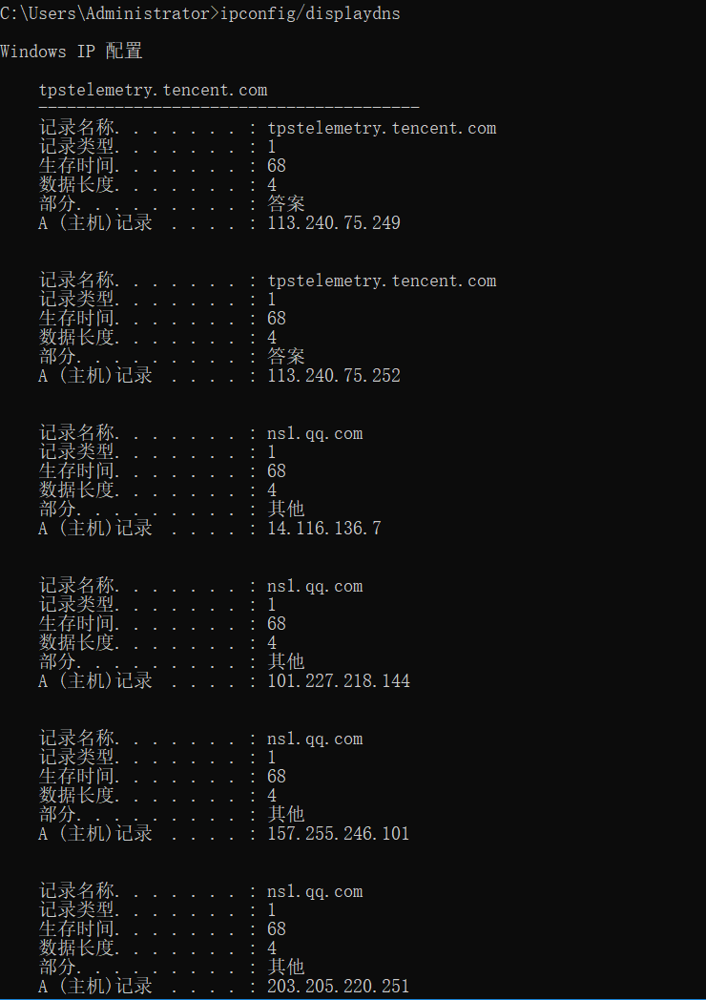 C:\Users\Administrator>ipconfig/displaydns
Windows IP 配置
tpstelemetry.tencent.com
----------------------------------------
记录名称. . . . . . . : tpstelemetry.tencent.com
记录类型. . . . . . . : 1
生存时间. . . . . . . : 68
数据长度. . . . . . . : 4
部分. . . . . . . . . : 答案
A (主机)记录  . . . . : 113.240.75.249
记录名称. . . . . . . : tpstelemetry.tencent.com
记录类型. . . . . . . : 1
生存时间. . . . . . . : 68
数据长度. . . . . . . : 4
部分. . . . . . . . . : 答案
A (主机)记录  . . . . : 113.240.75.252
记录名称. . . . . . . : ns1.qq.com
记录类型. . . . . . . : 1
生存时间. . . . . . . : 68
数据长度. . . . . . . : 4
部分. . . . . . . . . : 其他
A (主机)记录  . . . . : 14.116.136.7
记录名称. . . . . . . : ns1.qq.com
记录类型. . . . . . . : 1
生存时间. . . . . . . : 68
数据长度. . . . . . . : 4
部分. . . . . . . . . : 其他
A (主机)记录  . . . . : 101.227.218.144
记录名称. . . . . . . : ns1.qq.com
记录类型. . . . . . . : 1
生存时间. . . . . . . : 68
数据长度. . . . . . . : 4
部分. . . . . . . . . : 其他
A (主机)记录  . . . . : 157.255.246.101
记录名称. . . . . . . : ns1.qq.com
记录类型. . . . . . . : 1
生存时间. . . . . . . : 68
数据长度. . . . . . . : 4
部分. . . . . . . . . : 其他
A (主机)记录  . . . . : 203.205.220.251